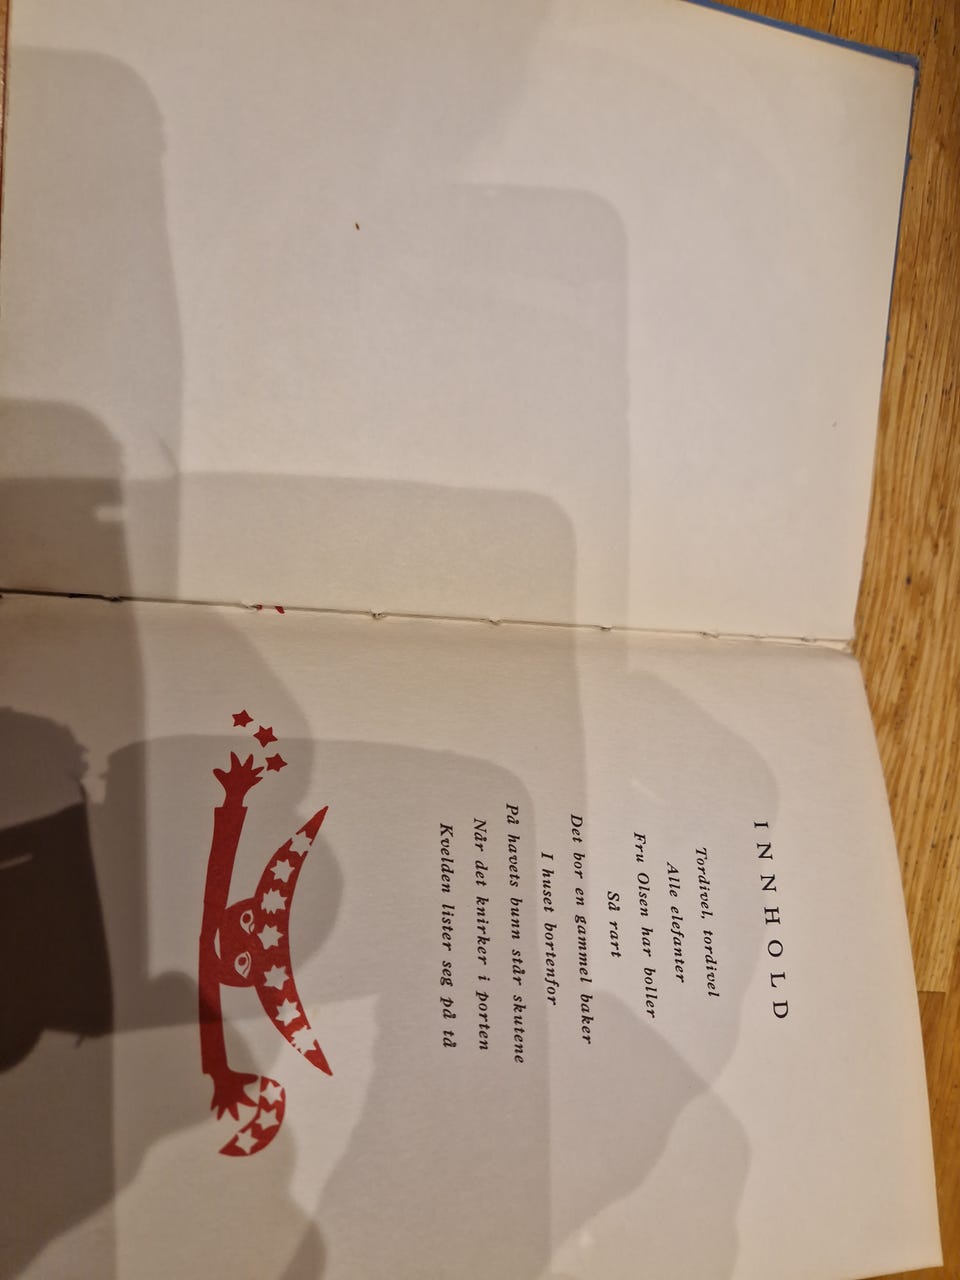 INNHOLD
Tordivel, tordivel
Alle elefanter
Fru Olsen har boller
Så rart
Det bor en gammel baker
I huset bortenfor
På havets bunn står skutene
Når det knirker i porten
Kvelden lister seg på tå